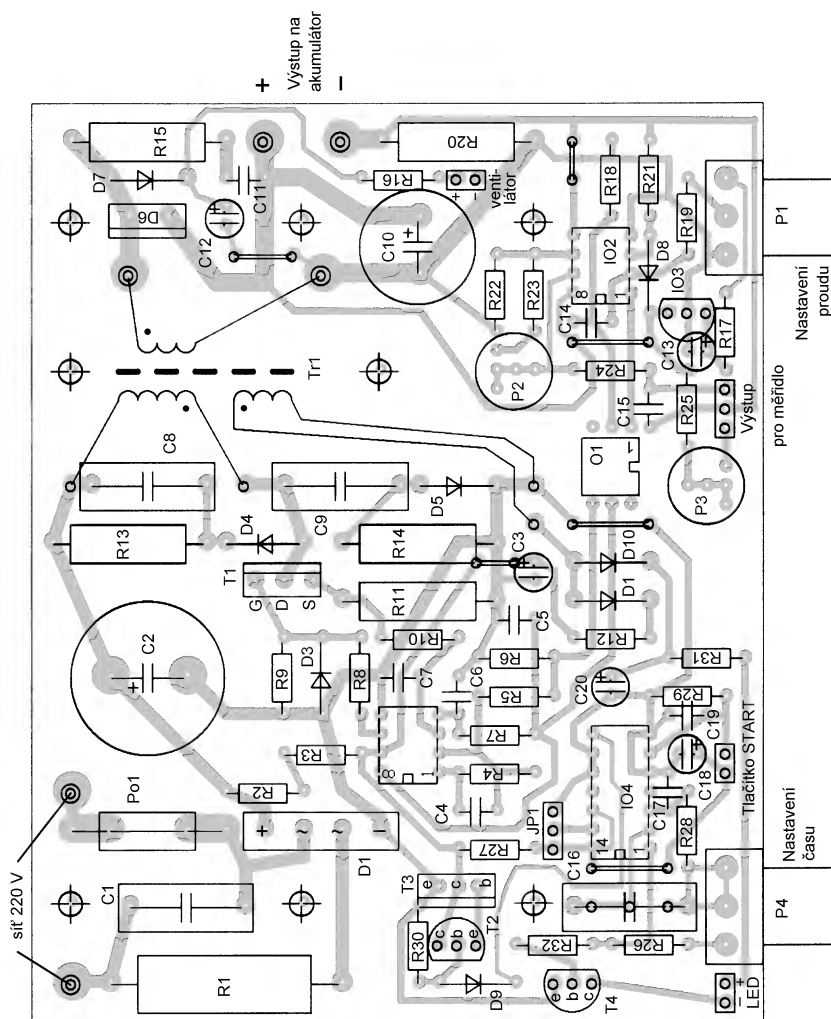 síť 220 V
+
Výstup na
akumulátor
−
R15
D7
D6
C11
C12
R16
+
−
venti-
látor
R20
C10
+
R18
R21
R19
P1
Nastavení
proudu
IO2
8
1
D8
IO3
C14
C13
+
R17
R22
R23
P2
R24
C15
R25
Výstup
pro měřidlo
P3
O1
1
Tr1
C8
C9
R13
D4
R14
D5
T1
G
D
S
R11
C3
+
D10
D1
R12
C5
R10
C2
+
R9
D3
R8
C7
C6
R6
R5
R7
R4
C4
8
1
C20
R31
R29
C19
C18
+
C17
R28
IO4
14
1
JP1
Tlačítko START
Po1
R2
R3
+
~
~
−
D1
C1
R1
R27
T3
e
c
b
T2
c
b
e
R30
D9
T4
e
b
c
C16
R32
R26
P4
Nastavení
času
+
−
LED